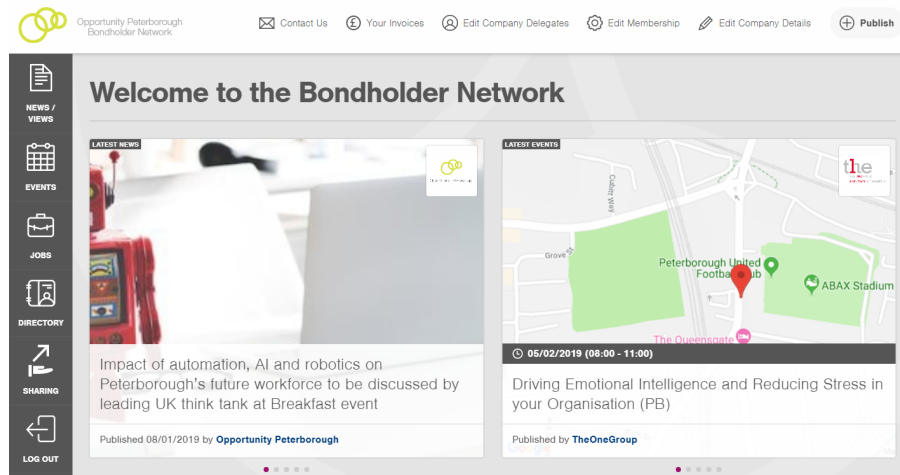 Opportunity Peterborough
Bondholder Network
Contact Us
Your Invoices
Edit Company Delegates
Edit Membership
Edit Company Details
Publish
NEWS /
VIEWS
EVENTS
JOBS
DIRECTORY
SHARING
LOG OUT
Welcome to the Bondholder Network
LATEST NEWS
Impact of automation, AI and robotics on
Peterborough's future workforce to be discussed by
leading UK think tank at Breakfast event
Published 08/01/2019 by Opportunity Peterborough
LATEST EVENTS
the
Cubitt Way
Grove St
Peterborough United
Football Club
ABAX Stadium
The Queensgate
05/02/2019 (08:00 - 11:00)
Driving Emotional Intelligence and Reducing Stress in
your Organisation (PB)
Published by TheOneGroup